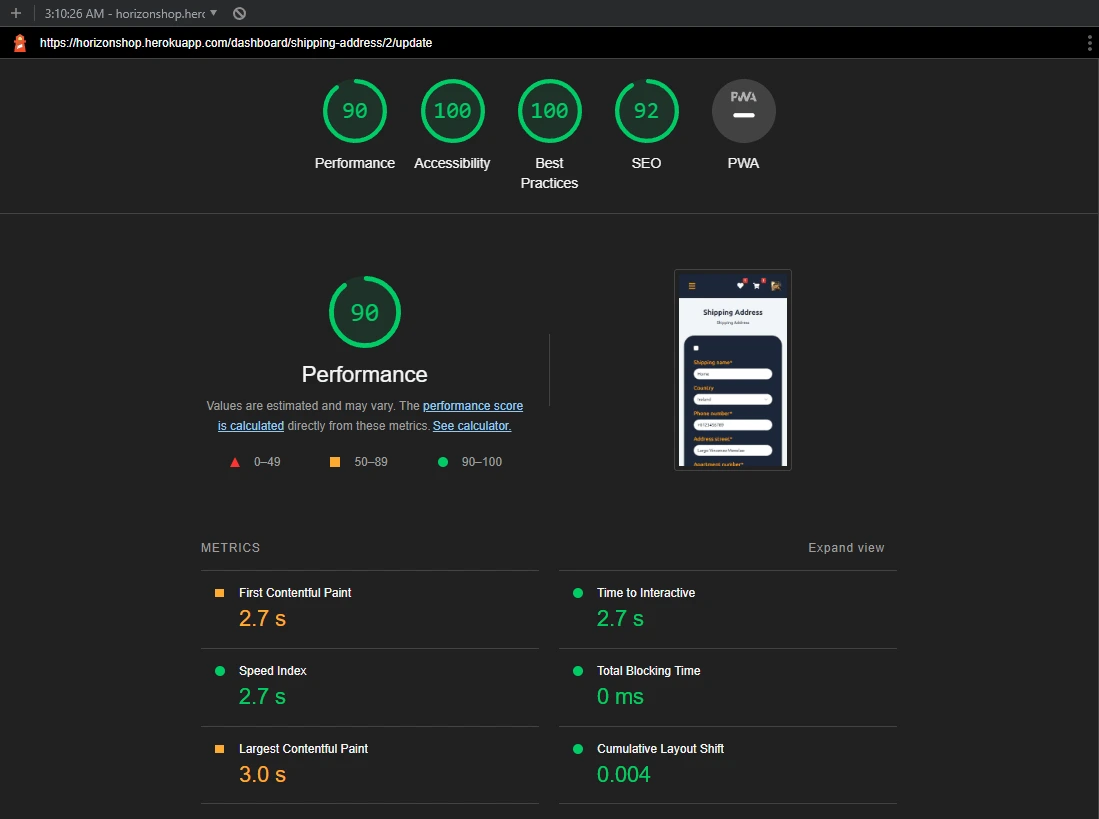 3:10:26 AM - horizonshop.herc
https://horizonshop.herokuapp.com/dashboard/shipping-address/2/update
90
100
100
92
PWA
Performance
Accessibility
Best
Practices
SEO
PWA
90
Performance
Values are estimated and may vary. The performance score
is calculated directly from these metrics. See calculator.
0–49
50–89
90–100
Shipping Address
Shipping Address
Shipping name*
Home
Country
Ireland
Phone number*
Address street*
Apartment number*
METRICS
Expand view
First Contentful Paint
2.7 s
Time to Interactive
2.7 s
Speed Index
2.7 s
Total Blocking Time
0 ms
Largest Contentful Paint
3.0 s
Cumulative Layout Shift
0.004